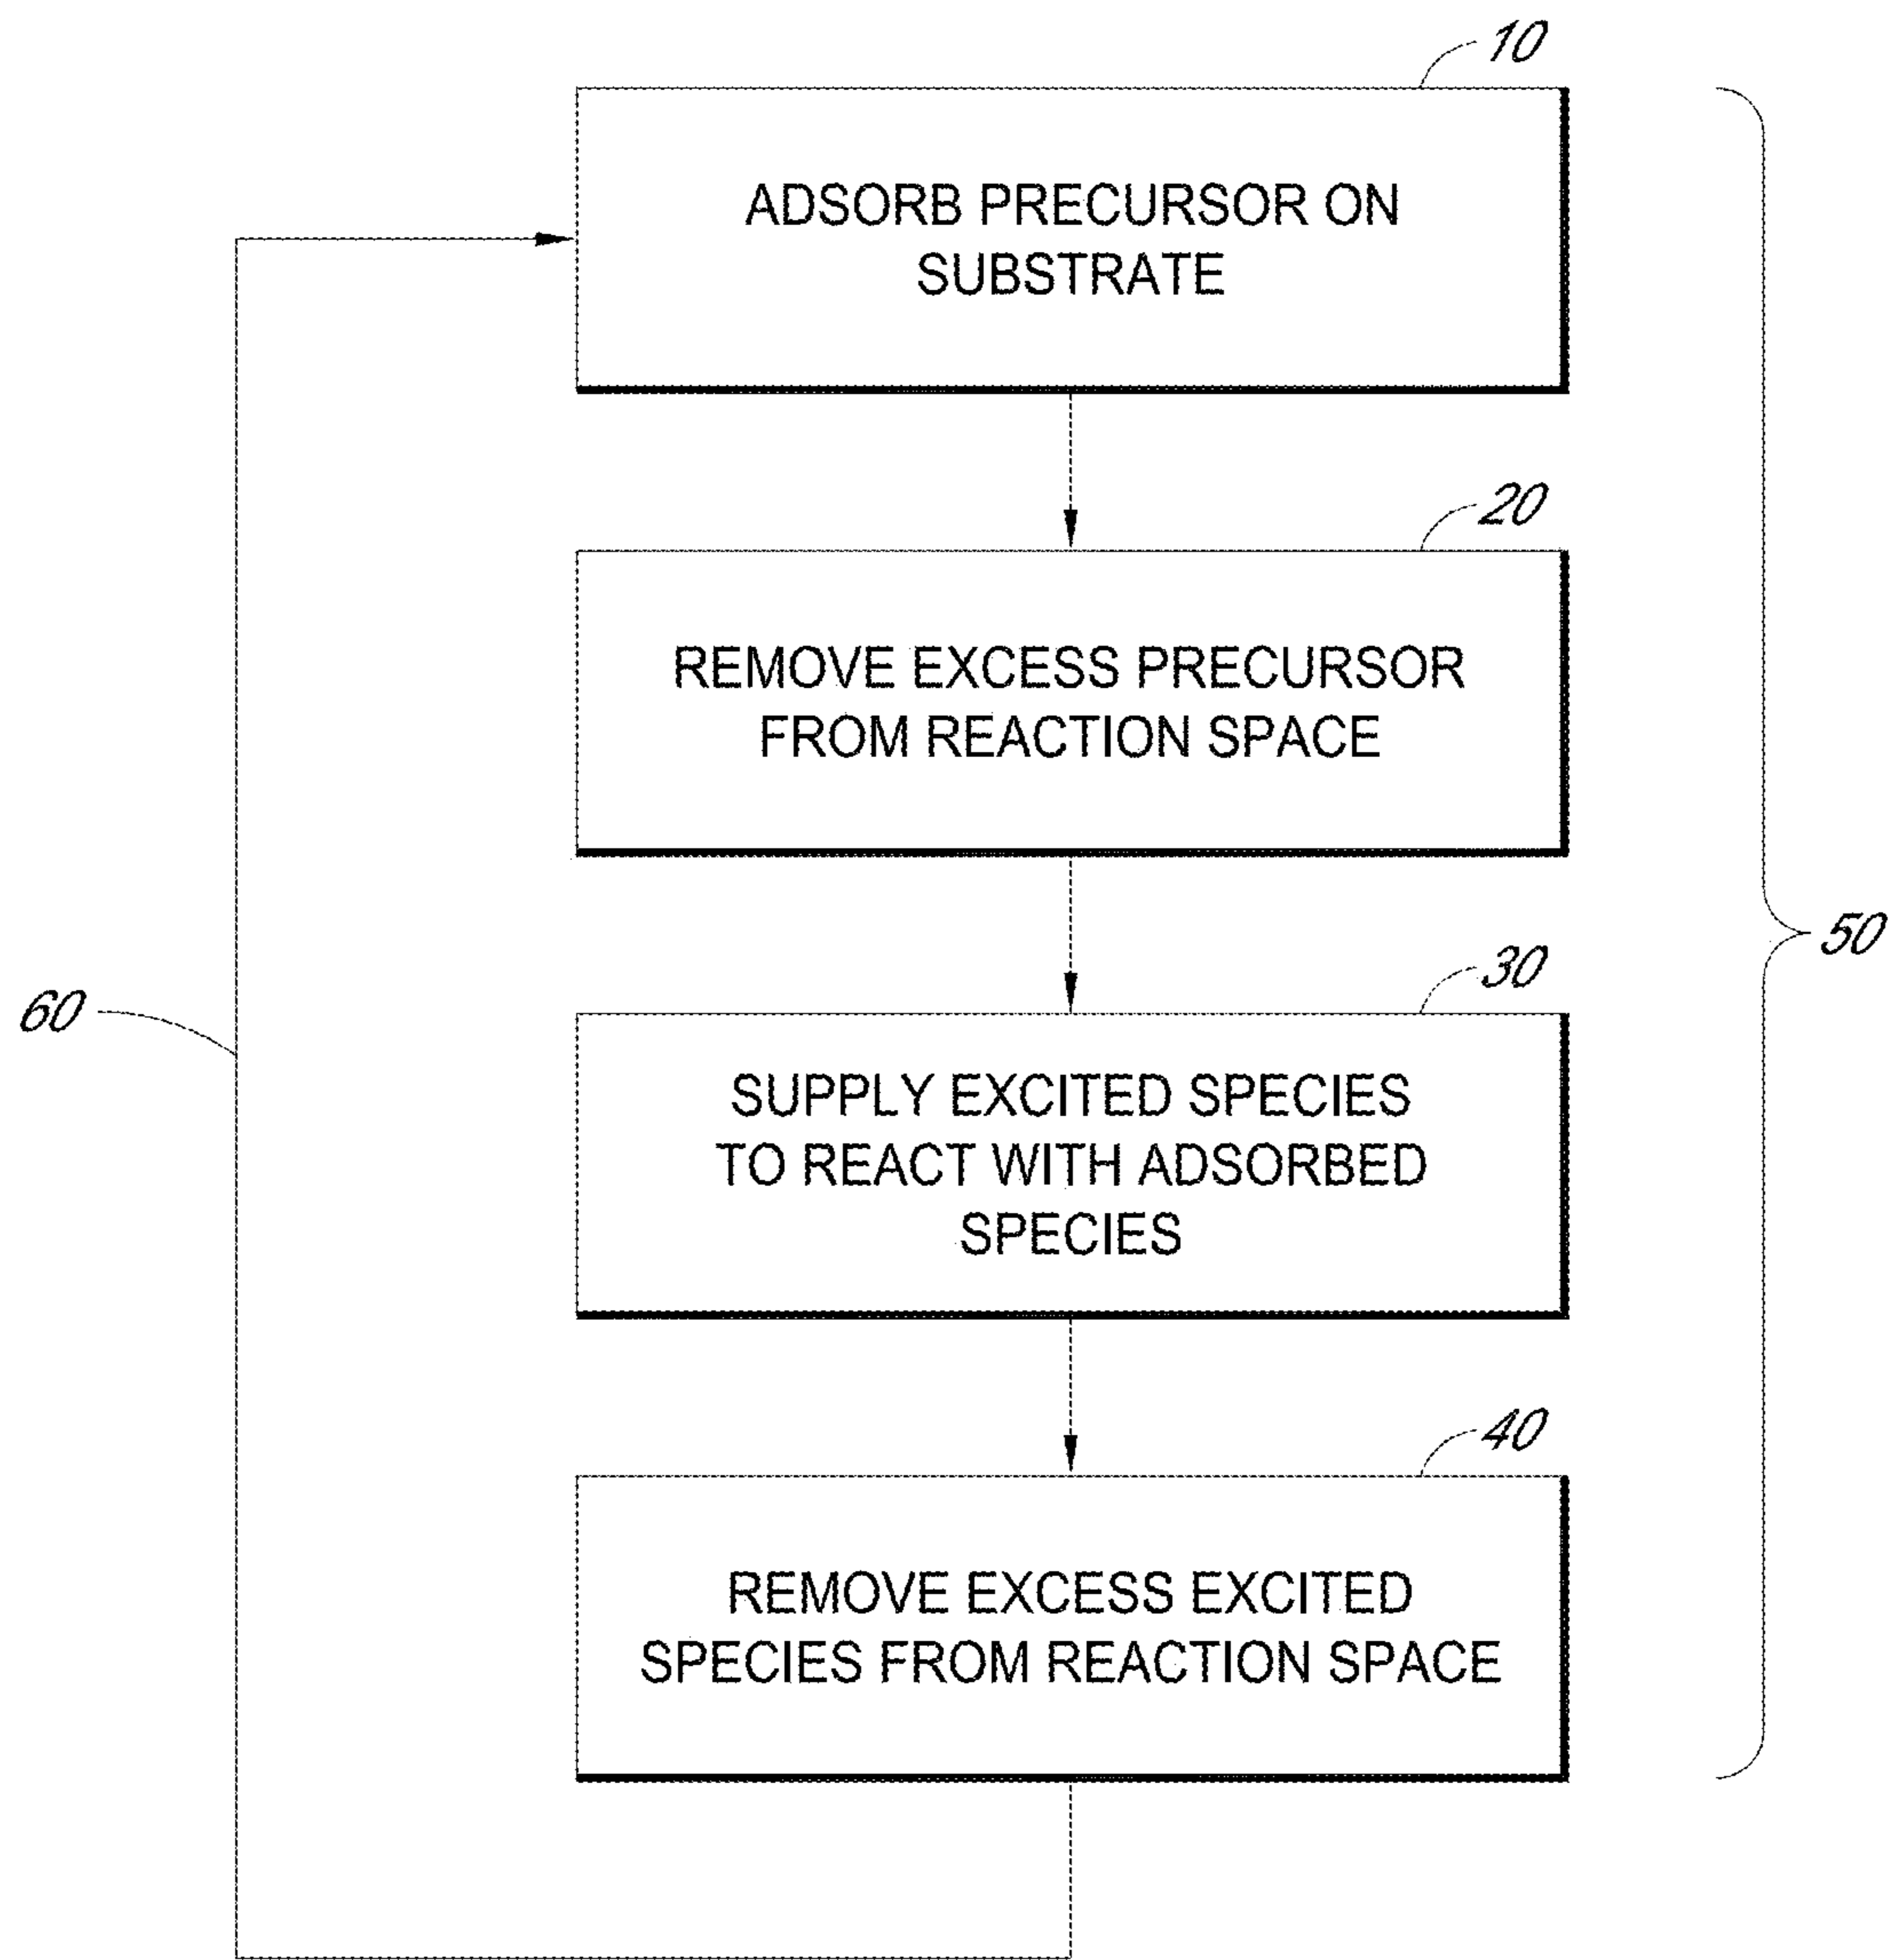 10
ADSORB PRECURSOR ON
SUBSTRATE
20
REMOVE EXCESS PRECURSOR
FROM REACTION SPACE
50
30
60
SUPPLY EXCITED SPECIES
TO REACT WITH ADSORBED
SPECIES
40
REMOVE EXCESS EXCITED
SPECIES FROM REACTION SPACE